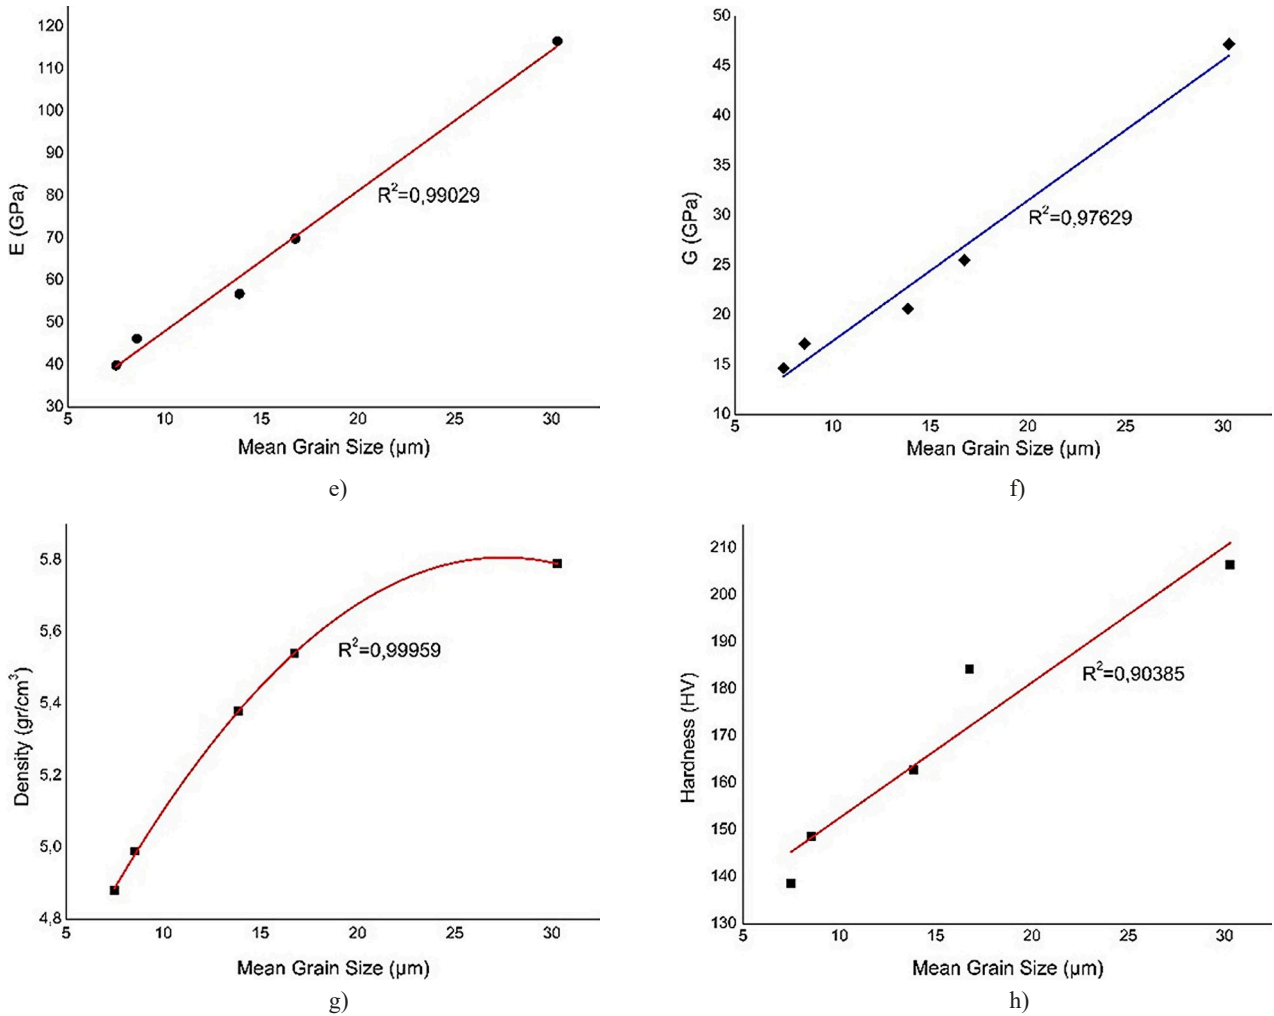 120
110
100
90
80
70
60
50
40
30
E (GPa)
R²=0,99029
5 10 15 20 25 30
Mean Grain Size (µm)
e)
50
45
40
35
30
25
20
15
10
G (GPa)
R²=0,97629
5 10 15 20 25 30
Mean Grain Size (µm)
f)
5,8
5,6
5,4
5,2
5,0
4,8
Density (gr/cm³)
R²=0,99959
5 10 15 20 25 30
Mean Grain Size (µm)
g)
210
200
190
180
170
160
150
140
130
Hardness (HV)
R²=0,90385
5 10 15 20 25 30
Mean Grain Size (µm)
h)